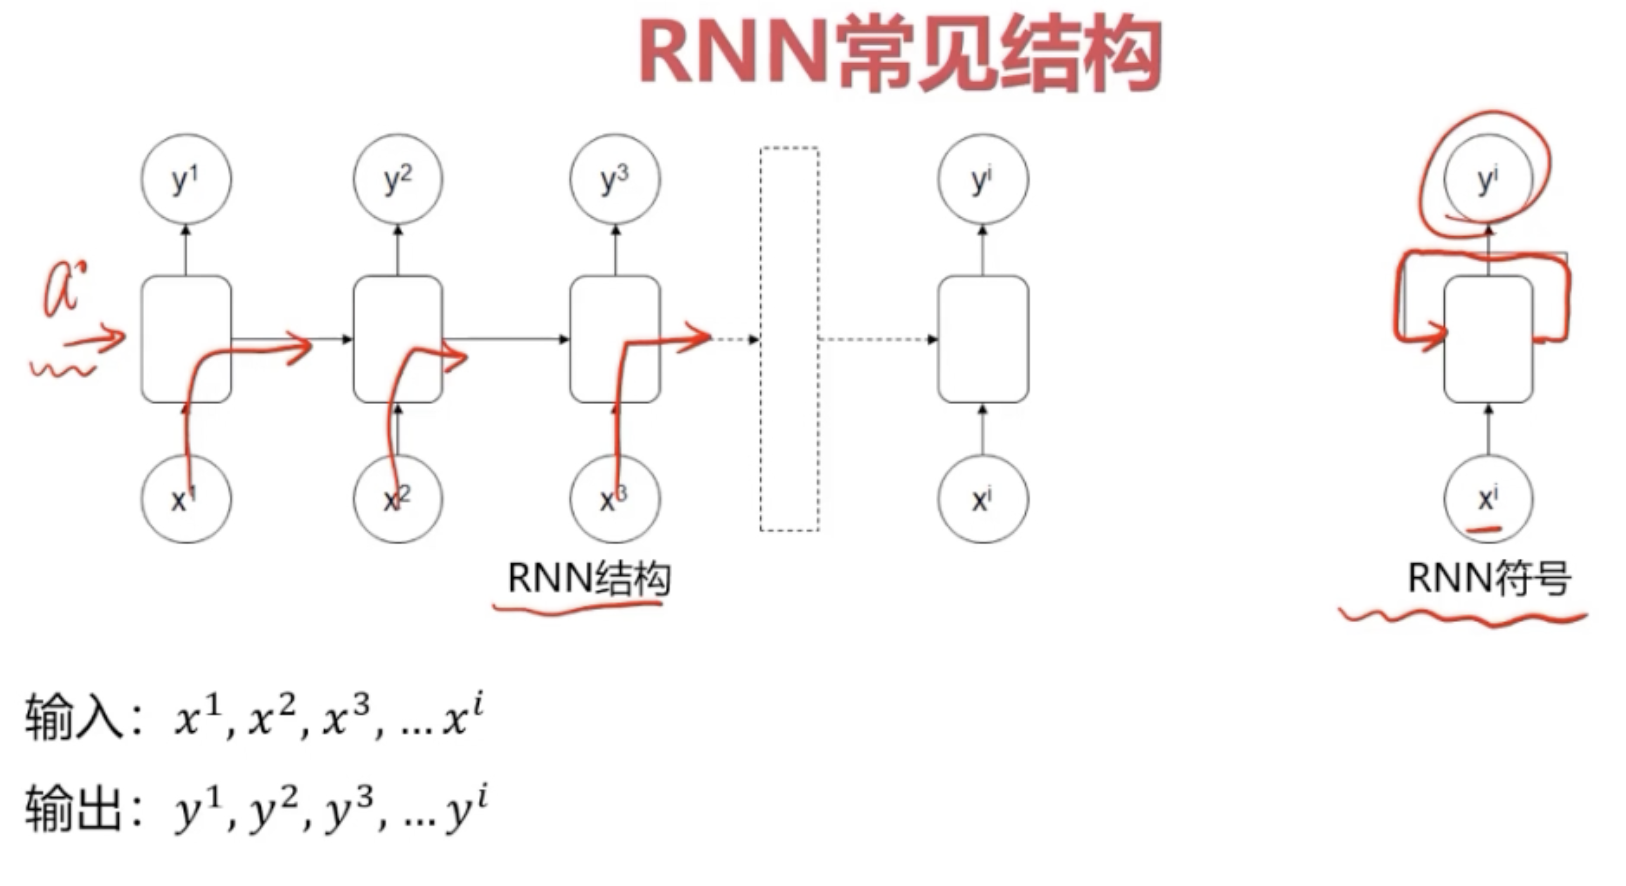 RNN常见结构
y¹ y² y³ yⁱ yⁱ
a
x¹ x² x³ xⁱ xⁱ
RNN结构 RNN符号
输入：x¹, x², x³, … xⁱ
输出：y¹, y², y³, … yⁱ